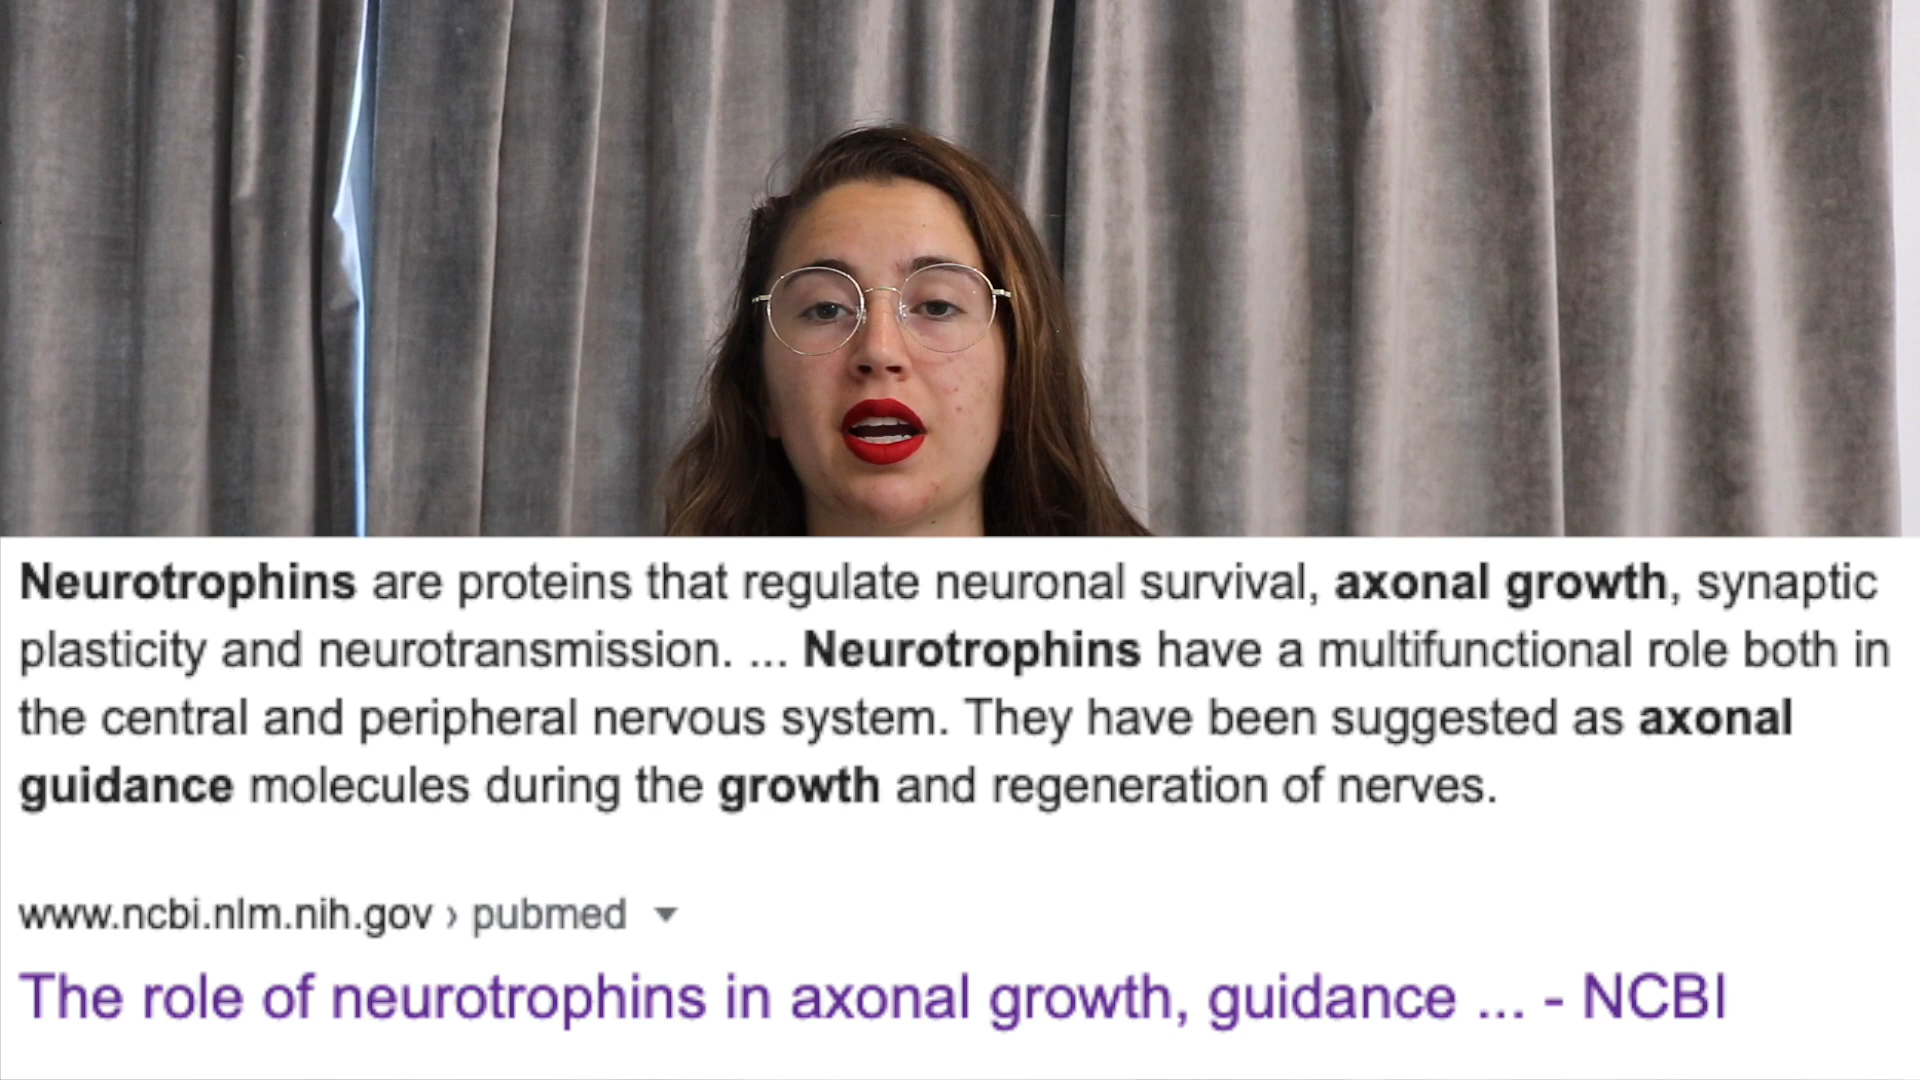 Neurotrophins are proteins that regulate neuronal survival, axonal growth, synaptic
plasticity and neurotransmission. ... Neurotrophins have a multifunctional role both in
the central and peripheral nervous system. They have been suggested as axonal
guidance molecules during the growth and regeneration of nerves.
www.ncbi.nlm.nih.gov › pubmed
The role of neurotrophins in axonal growth, guidance ... - NCBI